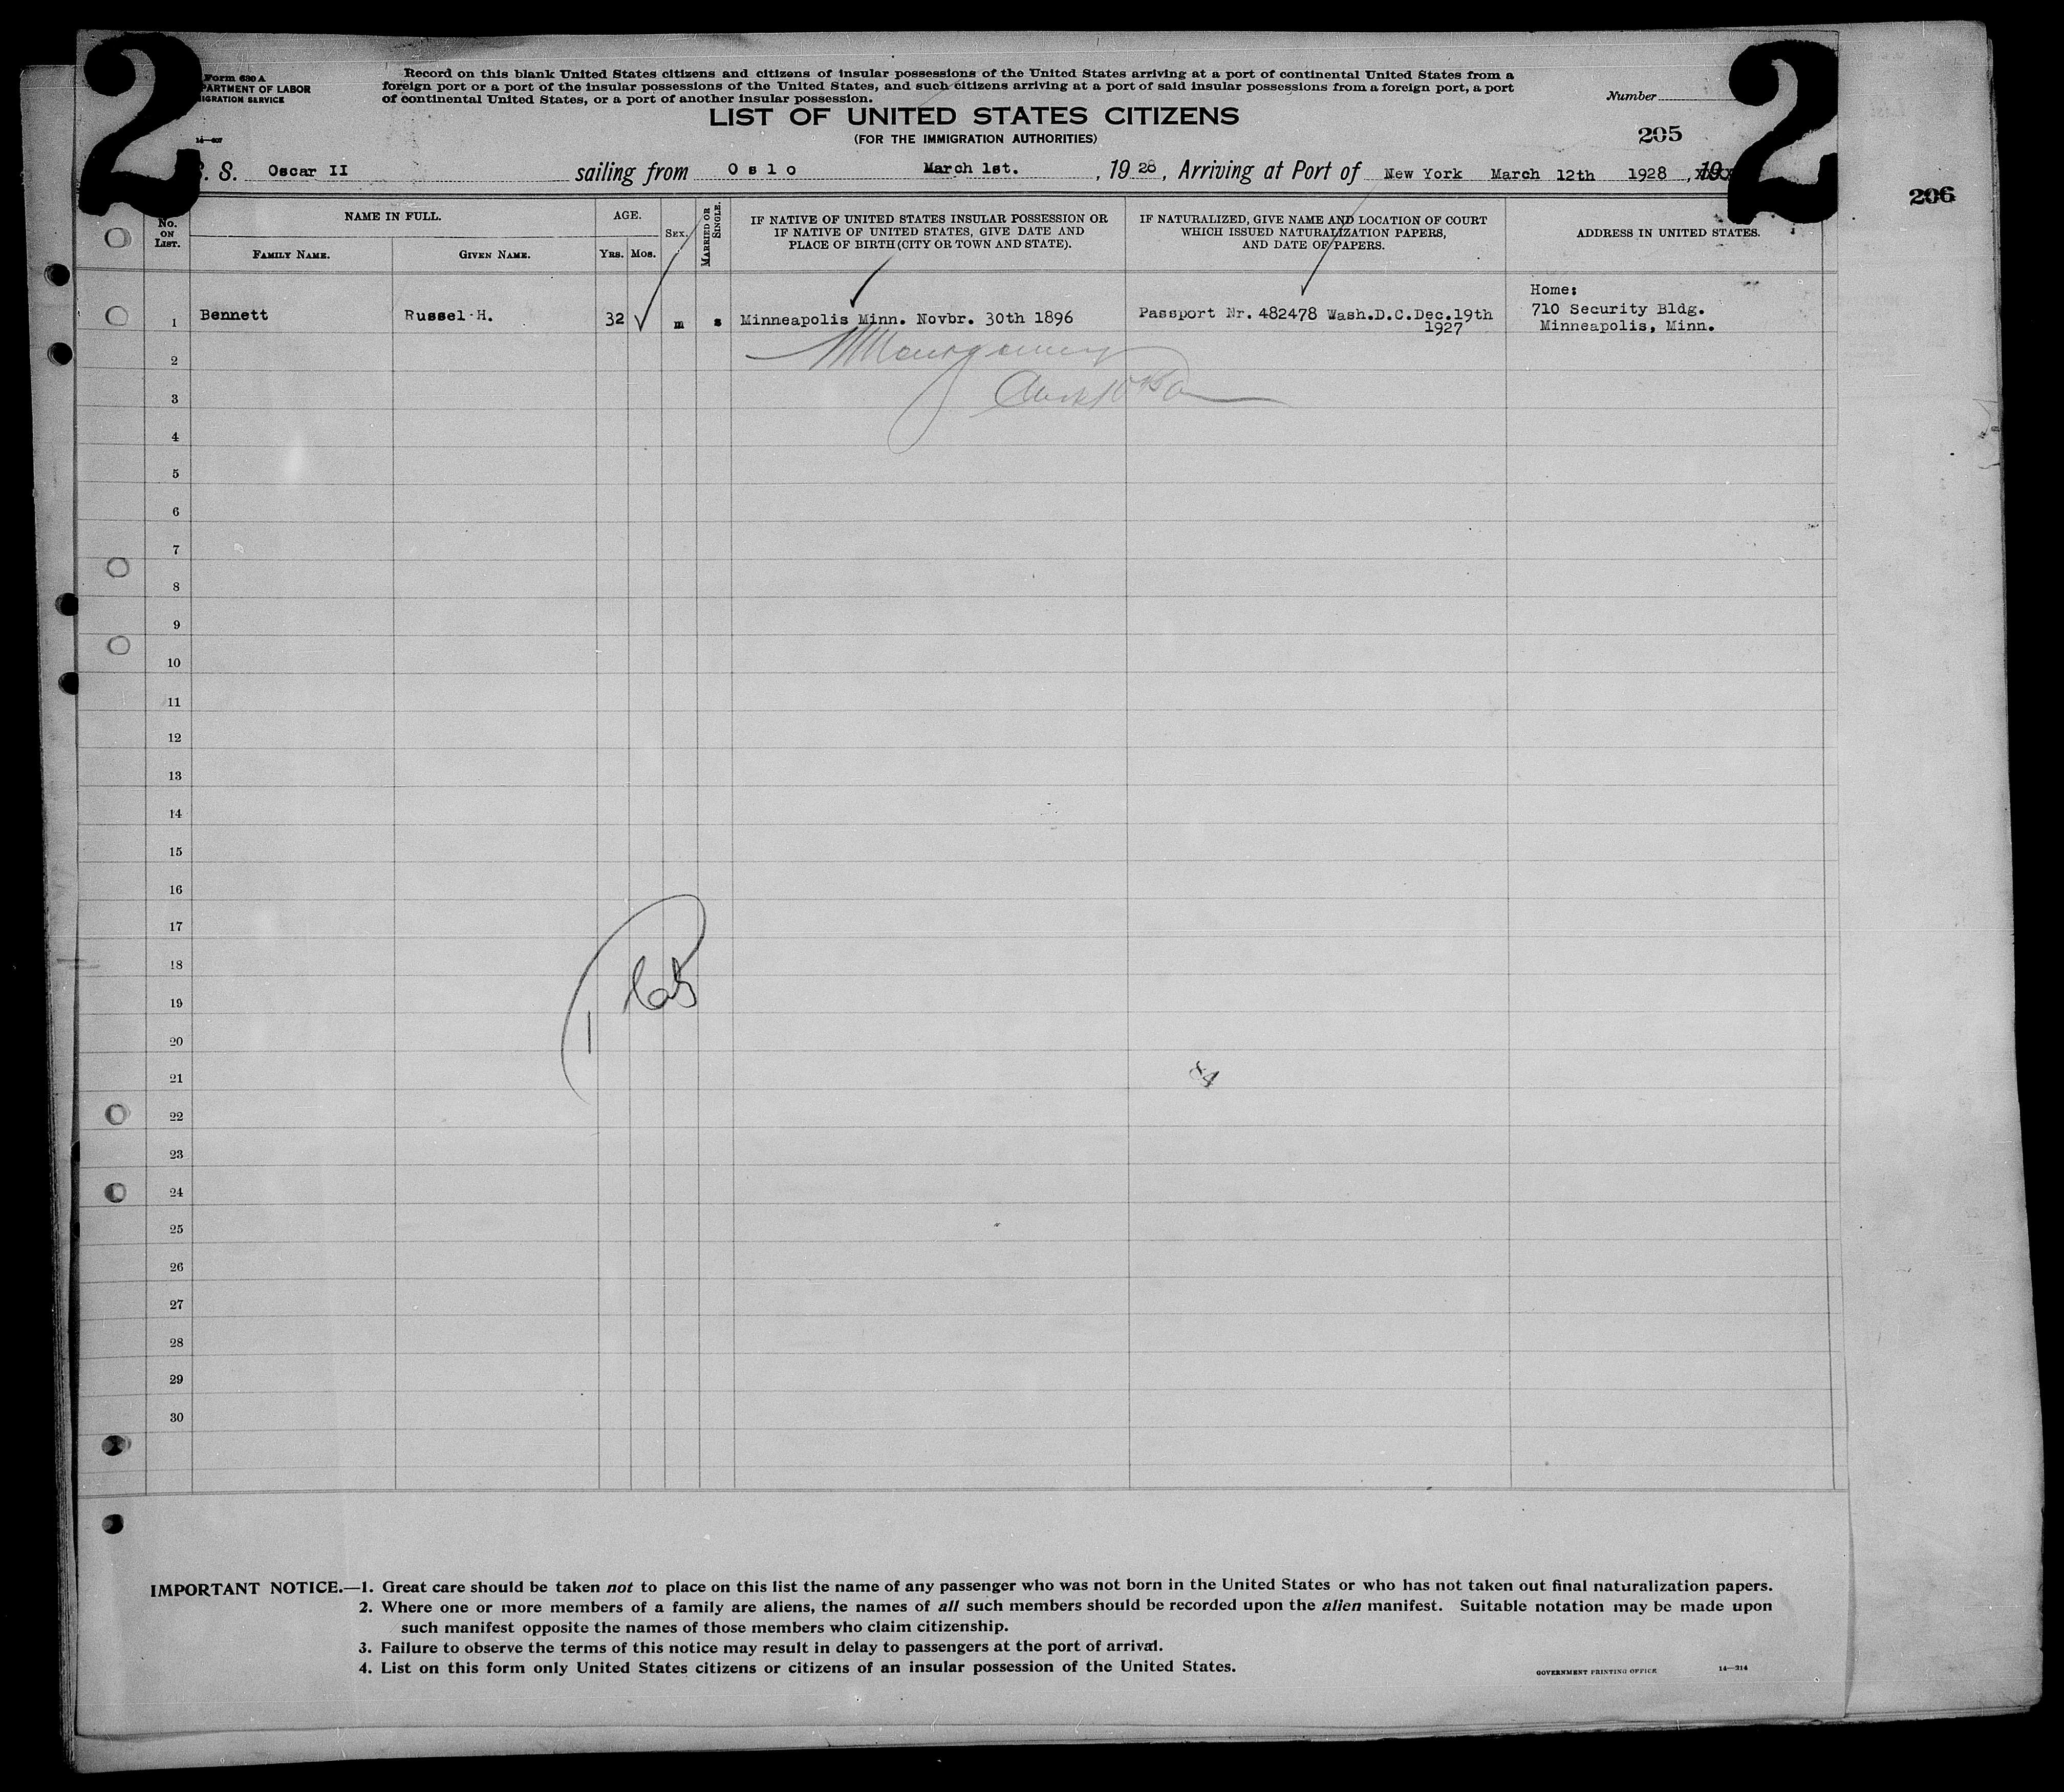 2 2
Form 630 A
PARTMENT OF LABOR
MIGRATION SERVICE
14—407
Record on this blank United States citizens and citizens of insular possessions of the United States arriving at a port of continental United States from a
foreign port or a port of the insular possessions of the United States, and such citizens arriving at a port of said insular possessions from a foreign port, a port
of continental United States, or a port of another insular possession.
Number
LIST OF UNITED STATES CITIZENS
(FOR THE IMMIGRATION AUTHORITIES)
205
S. S. Oscar II sailing from Oslo March 1st. , 19 28 , Arriving at Port of New York March 12th 1928 , 19
206
No. ON LIST. NAME IN FULL. AGE. SEX. MARRIED OR SINGLE. IF NATIVE OF UNITED STATES INSULAR POSSESSION OR IF NATIVE OF UNITED STATES, GIVE DATE AND PLACE OF BIRTH (CITY OR TOWN AND STATE). IF NATURALIZED, GIVE NAME AND LOCATION OF COURT WHICH ISSUED NATURALIZATION PAPERS, AND DATE OF PAPERS. ADDRESS IN UNITED STATES.
FAMILY NAME. GIVEN NAME. YRS. MOS.
Home:
1 Bennett Russel H. 32 m s Minneapolis Minn. Novbr. 30th 1896 Passport Nr. 482478 Wash.D.C.Dec.19th 710 Security Bldg.
1927 Minneapolis, Minn.
2 Montgomery
3
4
5
6
7
8
9
10
11
12
13
14
15
16
17
18
19
20
21
22
23
24
25
26
27
28
29
30
IMPORTANT NOTICE.—1. Great care should be taken not to place on this list the name of any passenger who was not born in the United States or who has not taken out final naturalization papers.
2. Where one or more members of a family are aliens, the names of all such members should be recorded upon the alien manifest. Suitable notation may be made upon
such manifest opposite the names of those members who claim citizenship.
3. Failure to observe the terms of this notice may result in delay to passengers at the port of arrival.
4. List on this form only United States citizens or citizens of an insular possession of the United States.
GOVERNMENT PRINTING OFFICE 14—314